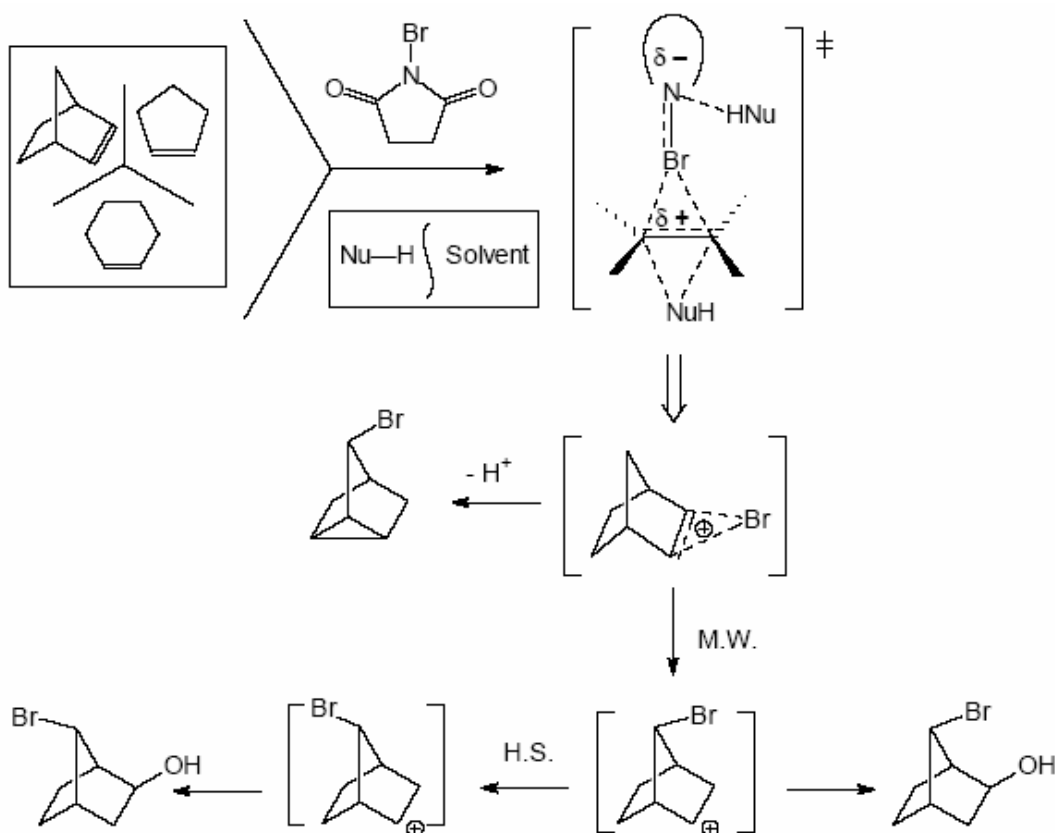 Br
N
O
O
Nu—H
Solvent
δ –
N
HNu
Br
δ +
NuH
‡
Br
- H⁺
Br
⊕
M.W.
Br
OH
Br
⊕
H.S.
Br
⊕
Br
OH